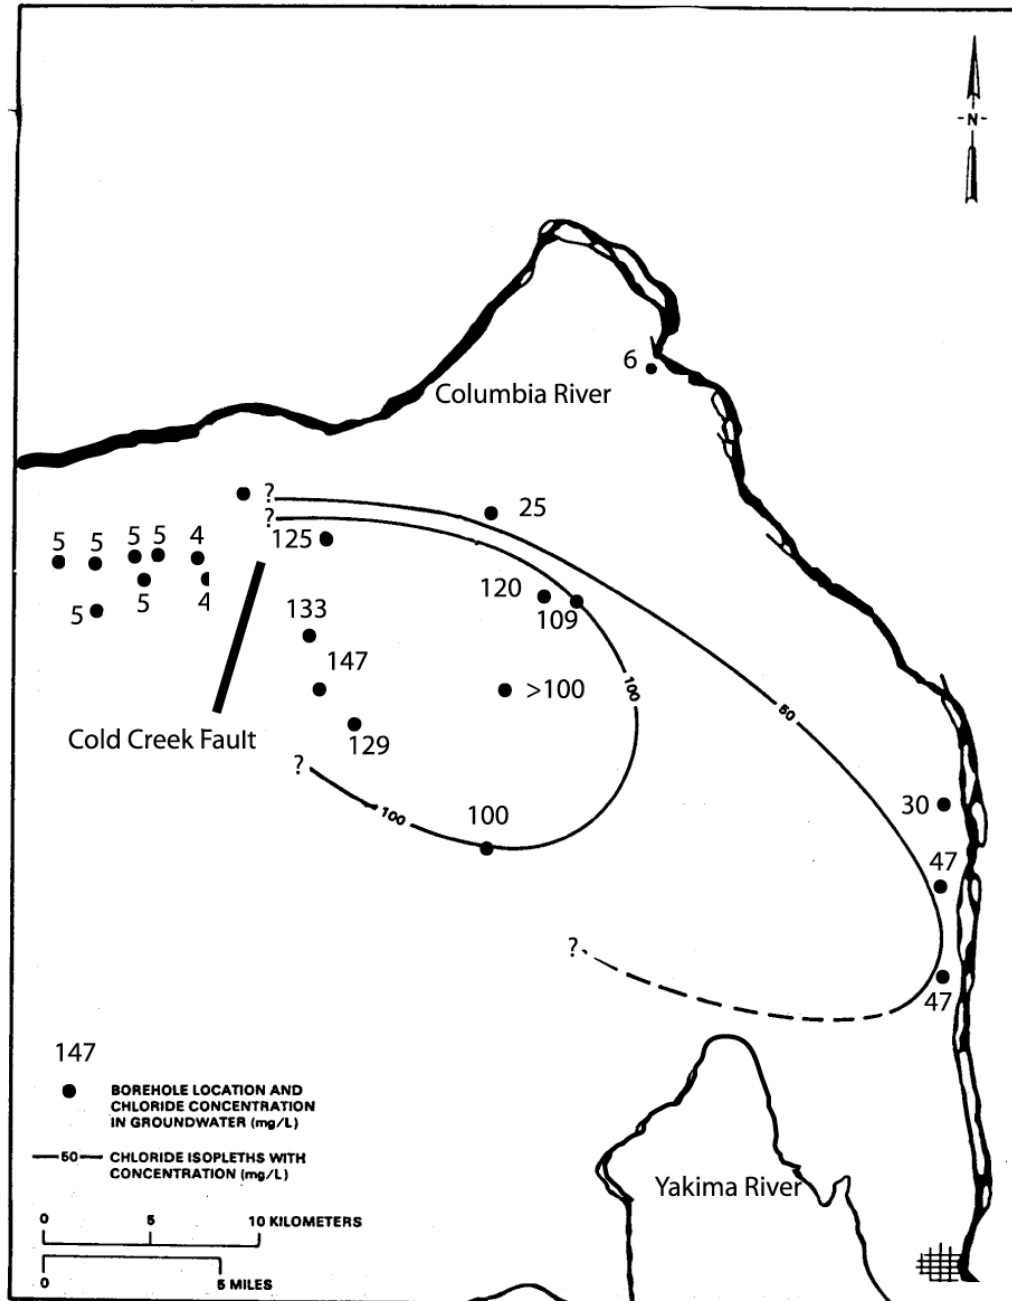 -N-
6
Columbia River
?
?
25
125
5
5
5
5
4
5
5
4
120
109
133
147
>100
100
50
129
Cold Creek Fault
?
100
100
30
47
?
47
147
BOREHOLE LOCATION AND
CHLORIDE CONCENTRATION
IN GROUNDWATER (mg/L)
50
CHLORIDE ISOPLETHS WITH
CONCENTRATION (mg/L)
Yakima River
0 5 10 KILOMETERS
0 5 MILES